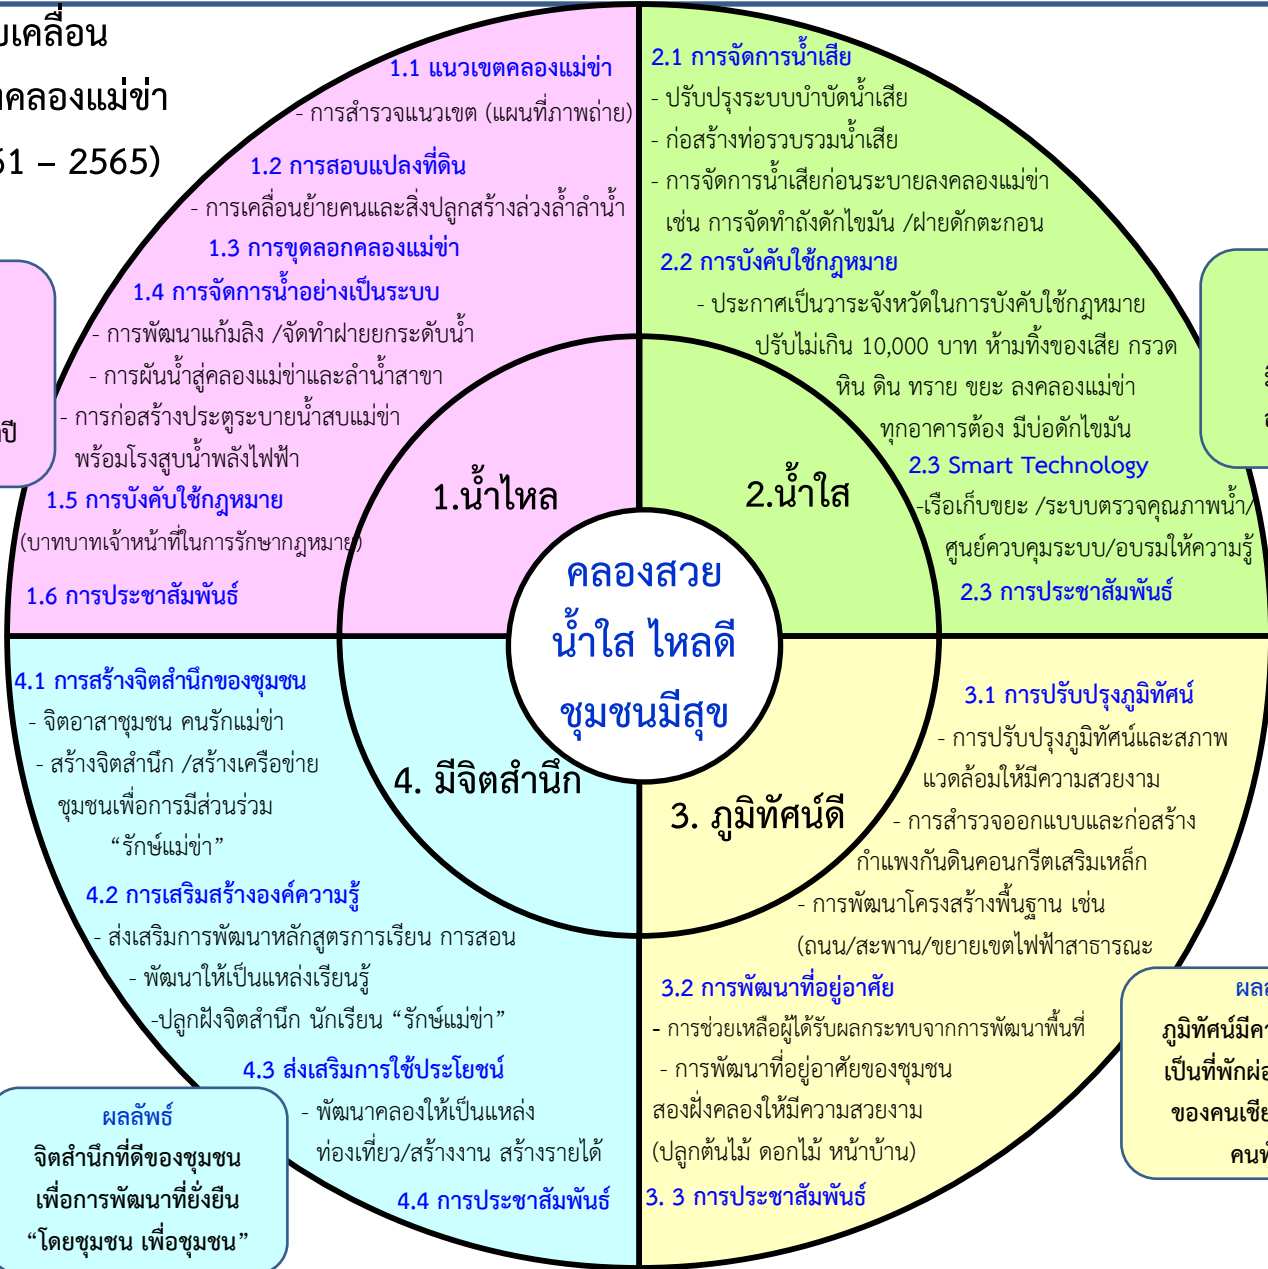 บเคลื่อน
คลองแม่ข่า
61 – 2565)
1.1 แนวเขตคลองแม่ข่า
- การสำรวจแนวเขต (แผนที่ภาพถ่าย)
1.2 การสอบแปลงที่ดิน
- การเคลื่อนย้ายคนและสิ่งปลูกสร้างล่วงล้ำลำน้ำ
1.3 การขุดลอกคลองแม่ข่า
1.4 การจัดการน้ำอย่างเป็นระบบ
- การพัฒนาแก้มลิง /จัดทำฝายยกระดับน้ำ
- การผันน้ำสู่คลองแม่ข่าและลำน้ำสาขา
- การก่อสร้างประตูระบายน้ำสบแม่ข่า
พร้อมโรงสูบน้ำพลังไฟฟ้า
1.5 การบังคับใช้กฎหมาย
(บาทบาทเจ้าหน้าที่ในการรักษากฎหมาย)
1.6 การประชาสัมพันธ์
ปี
1.น้ำไหล
2.1 การจัดการน้ำเสีย
- ปรับปรุงระบบบำบัดน้ำเสีย
- ก่อสร้างท่อรวบรวมน้ำเสีย
- การจัดการน้ำเสียก่อนระบายลงคลองแม่ข่า
เช่น การจัดทำถังดักไขมัน /ฝายดักตะกอน
2.2 การบังคับใช้กฎหมาย
- ประกาศเป็นวาระจังหวัดในการบังคับใช้กฎหมาย
ปรับไม่เกิน 10,000 บาท ห้ามทิ้งของเสีย กรวด
หิน ดิน ทราย ขยะ ลงคลองแม่ข่า
ทุกอาคารต้อง มีบ่อดักไขมัน
2.3 Smart Technology
-เรือเก็บขยะ /ระบบตรวจคุณภาพน้ำ/
ศูนย์ควบคุมระบบ/อบรมให้ความรู้
2.3 การประชาสัมพันธ์
2.น้ำใส
คลองสวย
น้ำใส ไหลดี
ชุมชนมีสุข
4. มีจิตสำนึก
3. ภูมิทัศน์ดี
4.1 การสร้างจิตสำนึกของชุมชน
- จิตอาสาชุมชน คนรักแม่ข่า
- สร้างจิตสำนึก /สร้างเครือข่าย
ชุมชนเพื่อการมีส่วนร่วม
“รักษ์แม่ข่า”
4.2 การเสริมสร้างองค์ความรู้
- ส่งเสริมการพัฒนาหลักสูตรการเรียน การสอน
- พัฒนาให้เป็นแหล่งเรียนรู้
-ปลูกฝังจิตสำนึก นักเรียน “รักษ์แม่ข่า”
4.3 ส่งเสริมการใช้ประโยชน์
- พัฒนาคลองให้เป็นแหล่ง
ท่องเที่ยว/สร้างงาน สร้างรายได้
4.4 การประชาสัมพันธ์
ผลลัพธ์
จิตสำนึกที่ดีของชุมชน
เพื่อการพัฒนาที่ยั่งยืน
“โดยชุมชน เพื่อชุมชน”
3.1 การปรับปรุงภูมิทัศน์
- การปรับปรุงภูมิทัศน์และสภาพ
แวดล้อมให้มีความสวยงาม
- การสำรวจออกแบบและก่อสร้าง
กำแพงกันดินคอนกรีตเสริมเหล็ก
- การพัฒนาโครงสร้างพื้นฐาน เช่น
(ถนน/สะพาน/ขยายเขตไฟฟ้าสาธารณะ
3.2 การพัฒนาที่อยู่อาศัย
- การช่วยเหลือผู้ได้รับผลกระทบจากการพัฒนาพื้นที่
- การพัฒนาที่อยู่อาศัยของชุมชน
สองฝั่งคลองให้มีความสวยงาม
(ปลูกต้นไม้ ดอกไม้ หน้าบ้าน)
3. 3 การประชาสัมพันธ์
ผลล
ภูมิทัศน์มีคว
เป็นที่พักผ่อ
ของคนเชีย
คนท